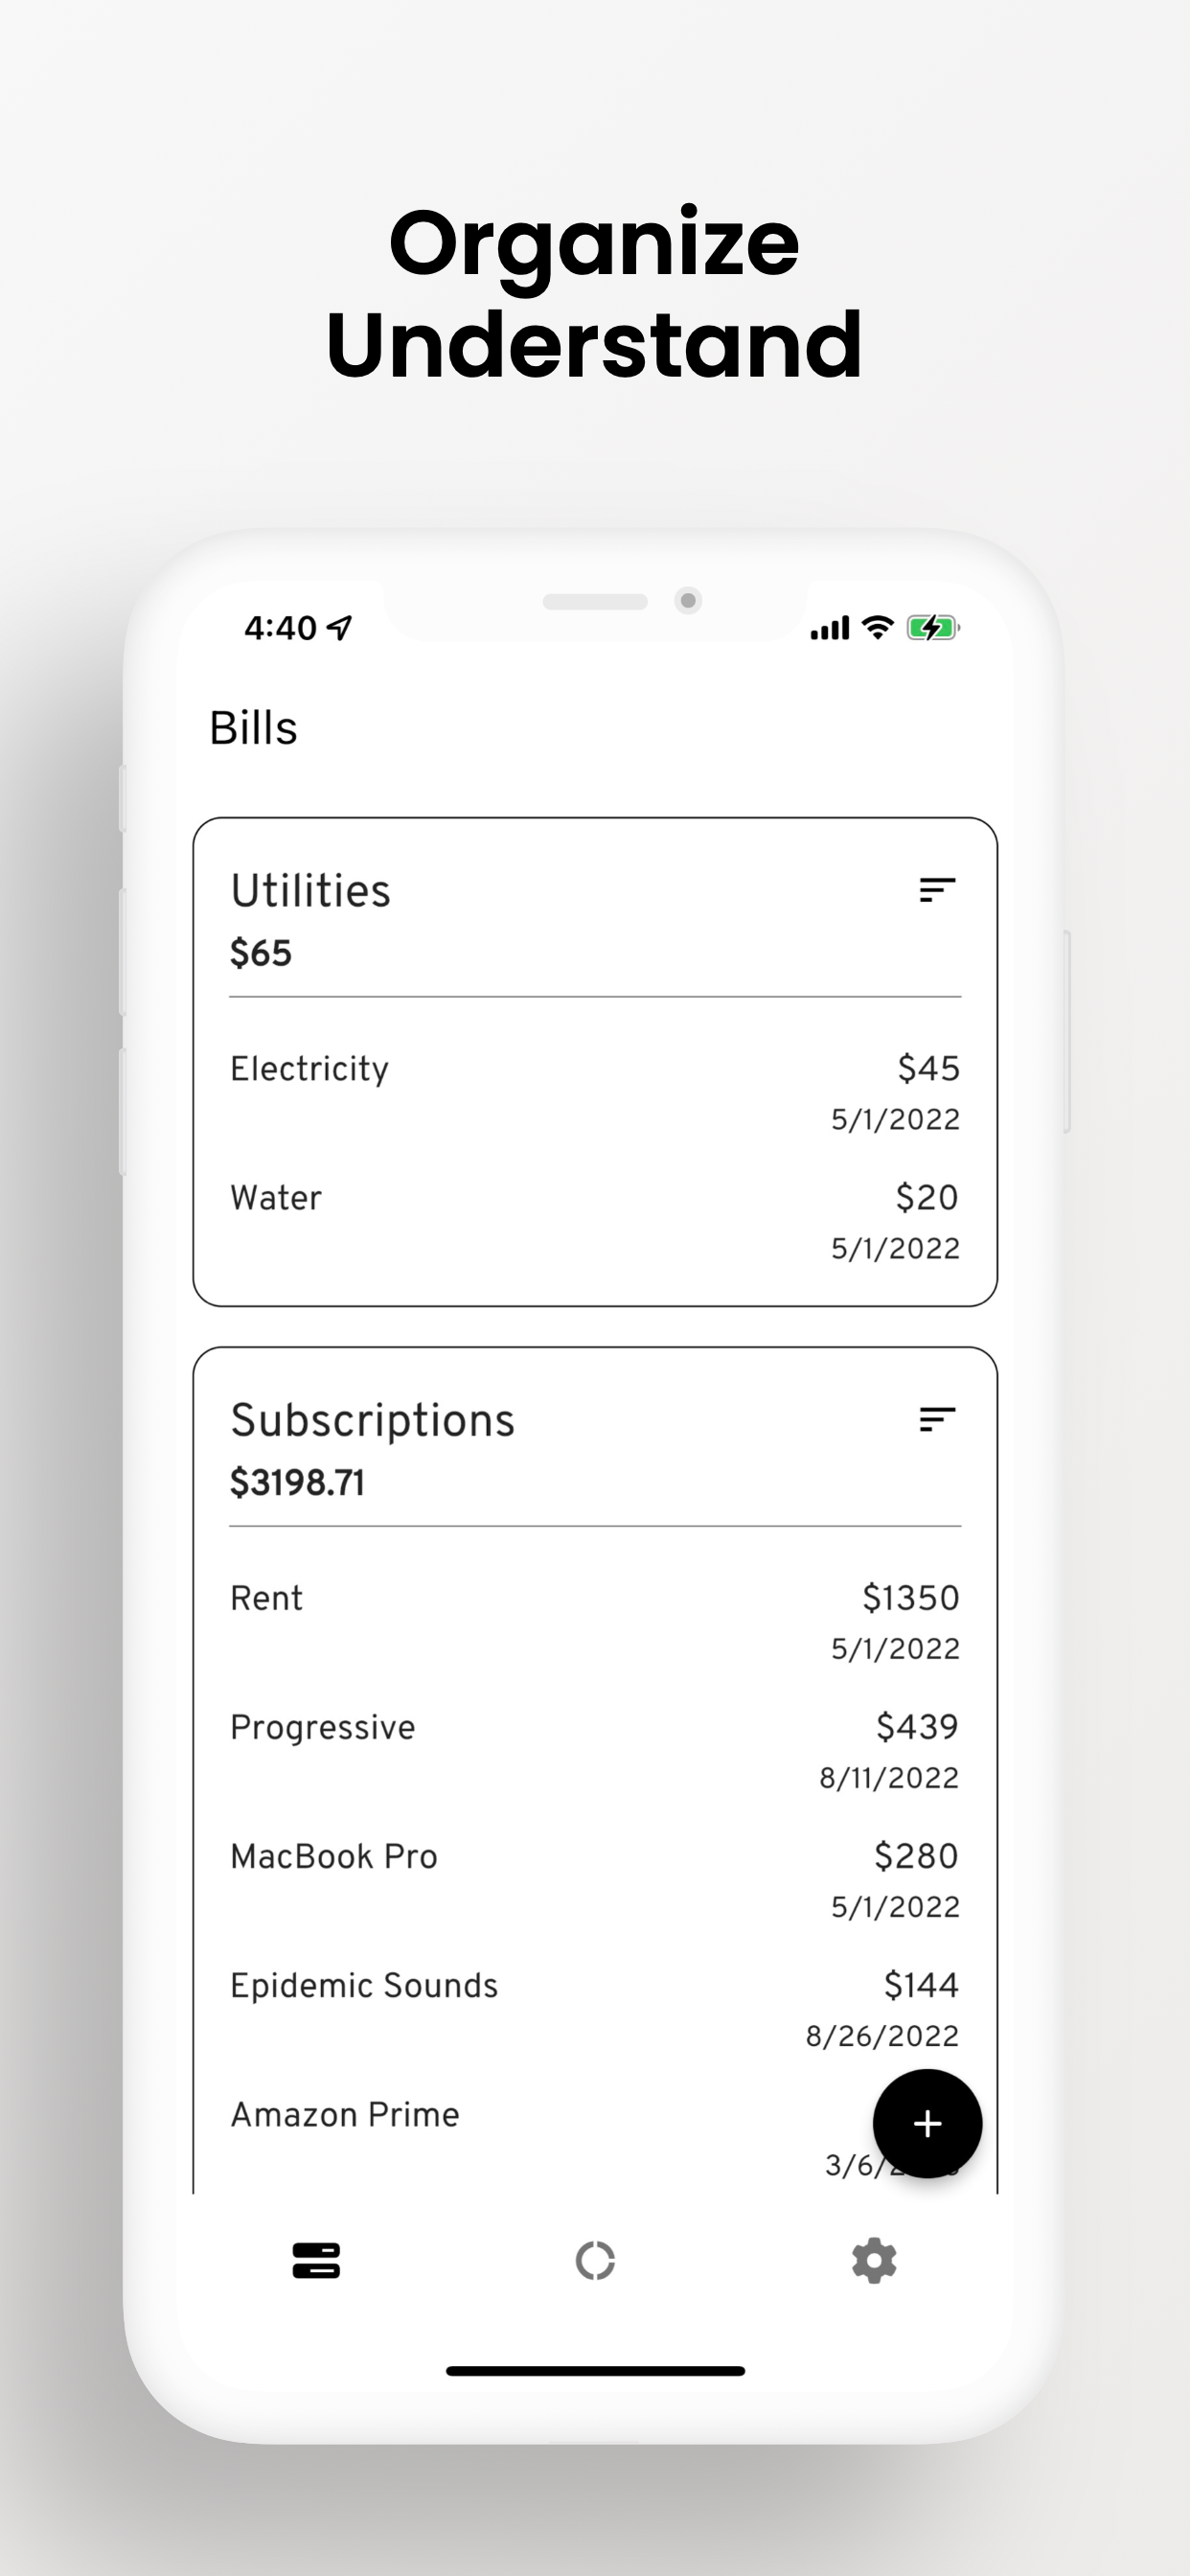 Organize
Understand
4:40
Bills
Utilities
$65
Electricity $45
5/1/2022
Water $20
5/1/2022
Subscriptions
$3198.71
Rent $1350
5/1/2022
Progressive $439
8/11/2022
MacBook Pro $280
5/1/2022
Epidemic Sounds $144
8/26/2022
Amazon Prime
3/6/